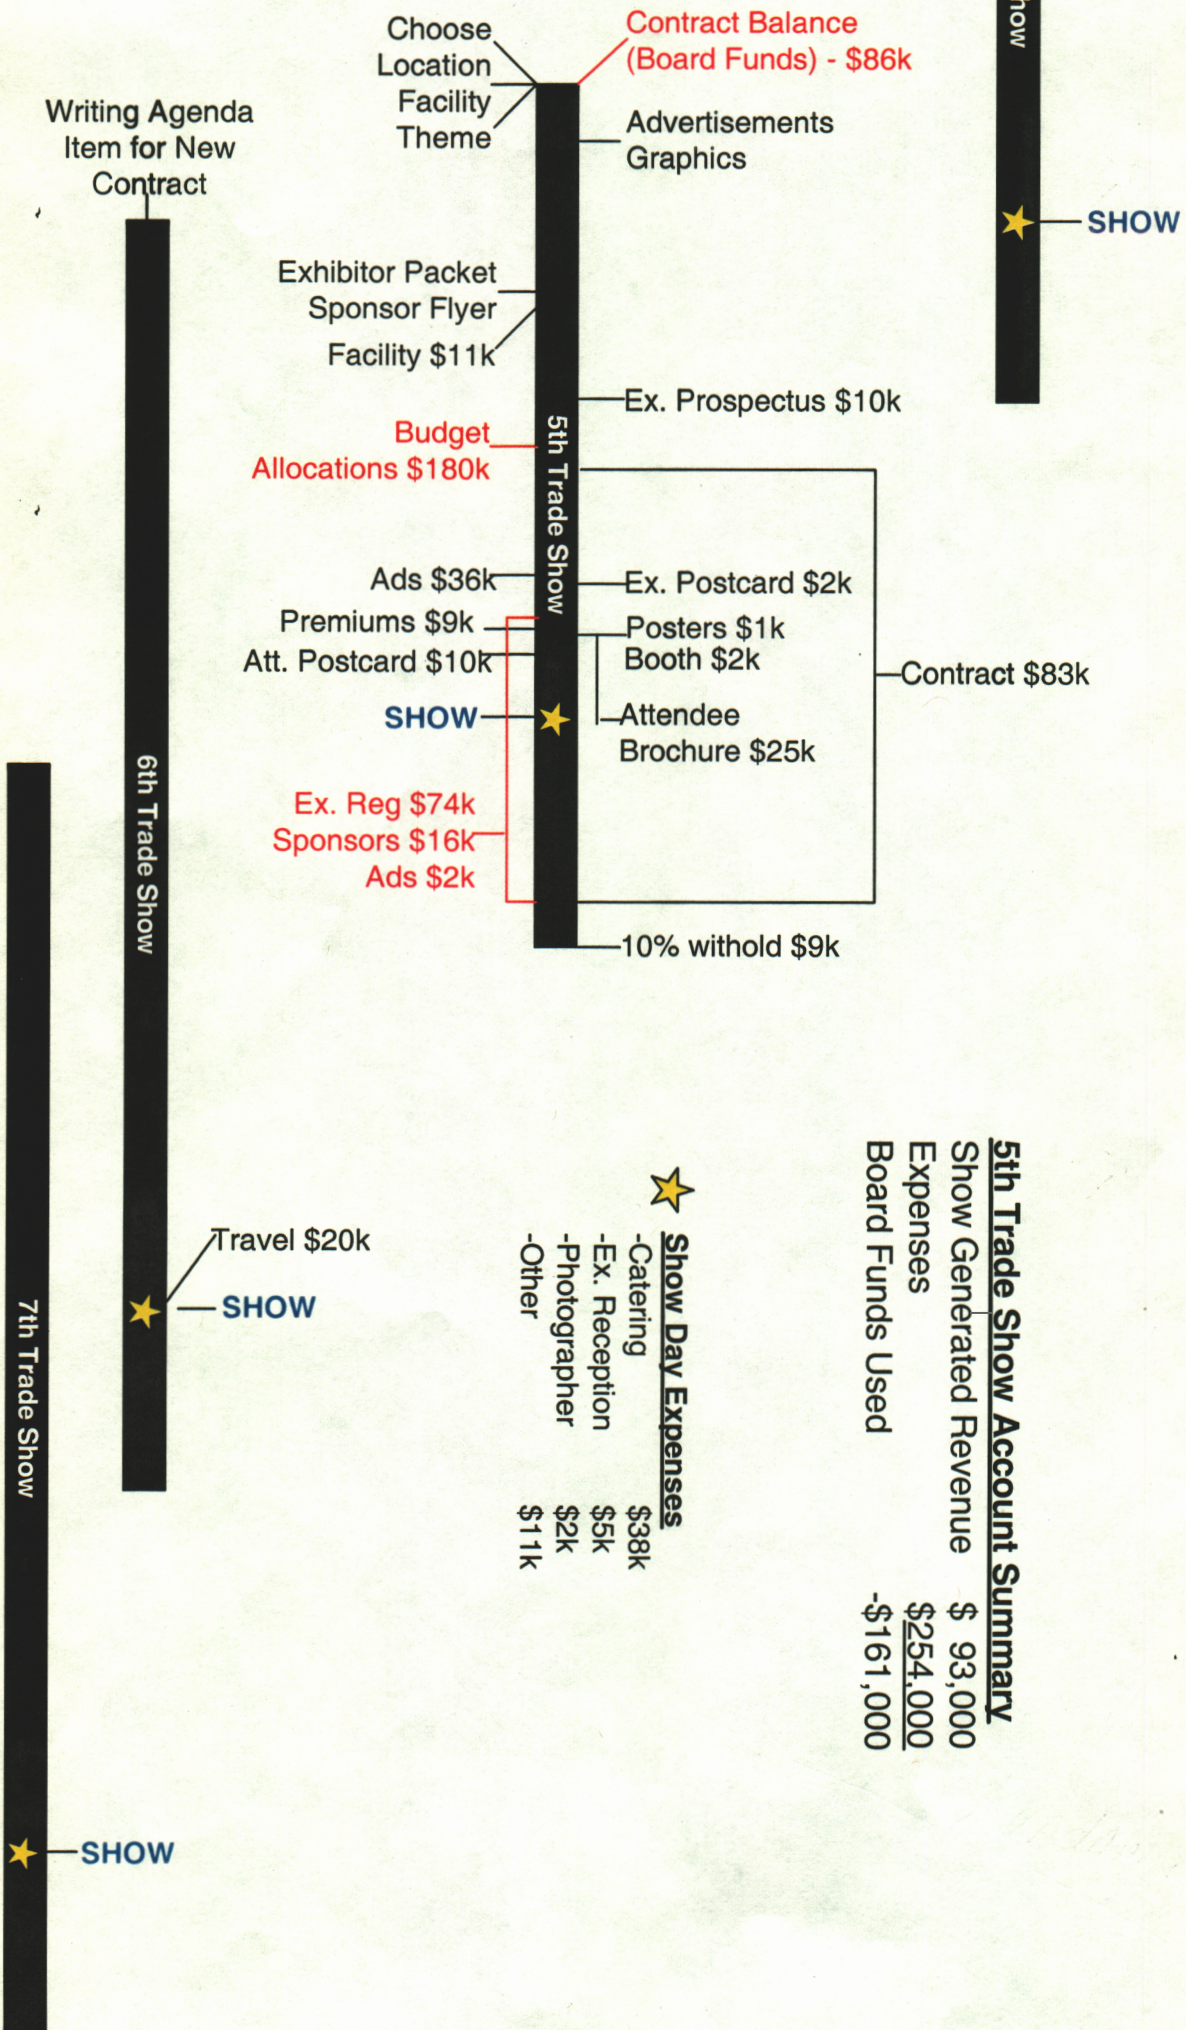 how
SHOW
Choose
Location
Facility
Theme
Contract Balance
(Board Funds) - $86k
Advertisements
Graphics
Writing Agenda
Item for New
Contract
Exhibitor Packet
Sponsor Flyer
Facility $11k
Ex. Prospectus $10k
Budget
Allocations $180k
5th Trade Show
Ads $36k
Ex. Postcard $2k
Premiums $9k
Posters $1k
Booth $2k
Att. Postcard $10k
Contract $83k
SHOW
Attendee
Brochure $25k
Ex. Reg $74k
Sponsors $16k
Ads $2k
10% withold $9k
6th Trade Show
Travel $20k
SHOW
7th Trade Show
SHOW
5th Trade Show Account Summary
Show Generated Revenue $ 93,000
Expenses $254,000
Board Funds Used -$161,000
Show Day Expenses
-Catering $38k
-Ex. Reception $5k
-Photographer $2k
-Other $11k